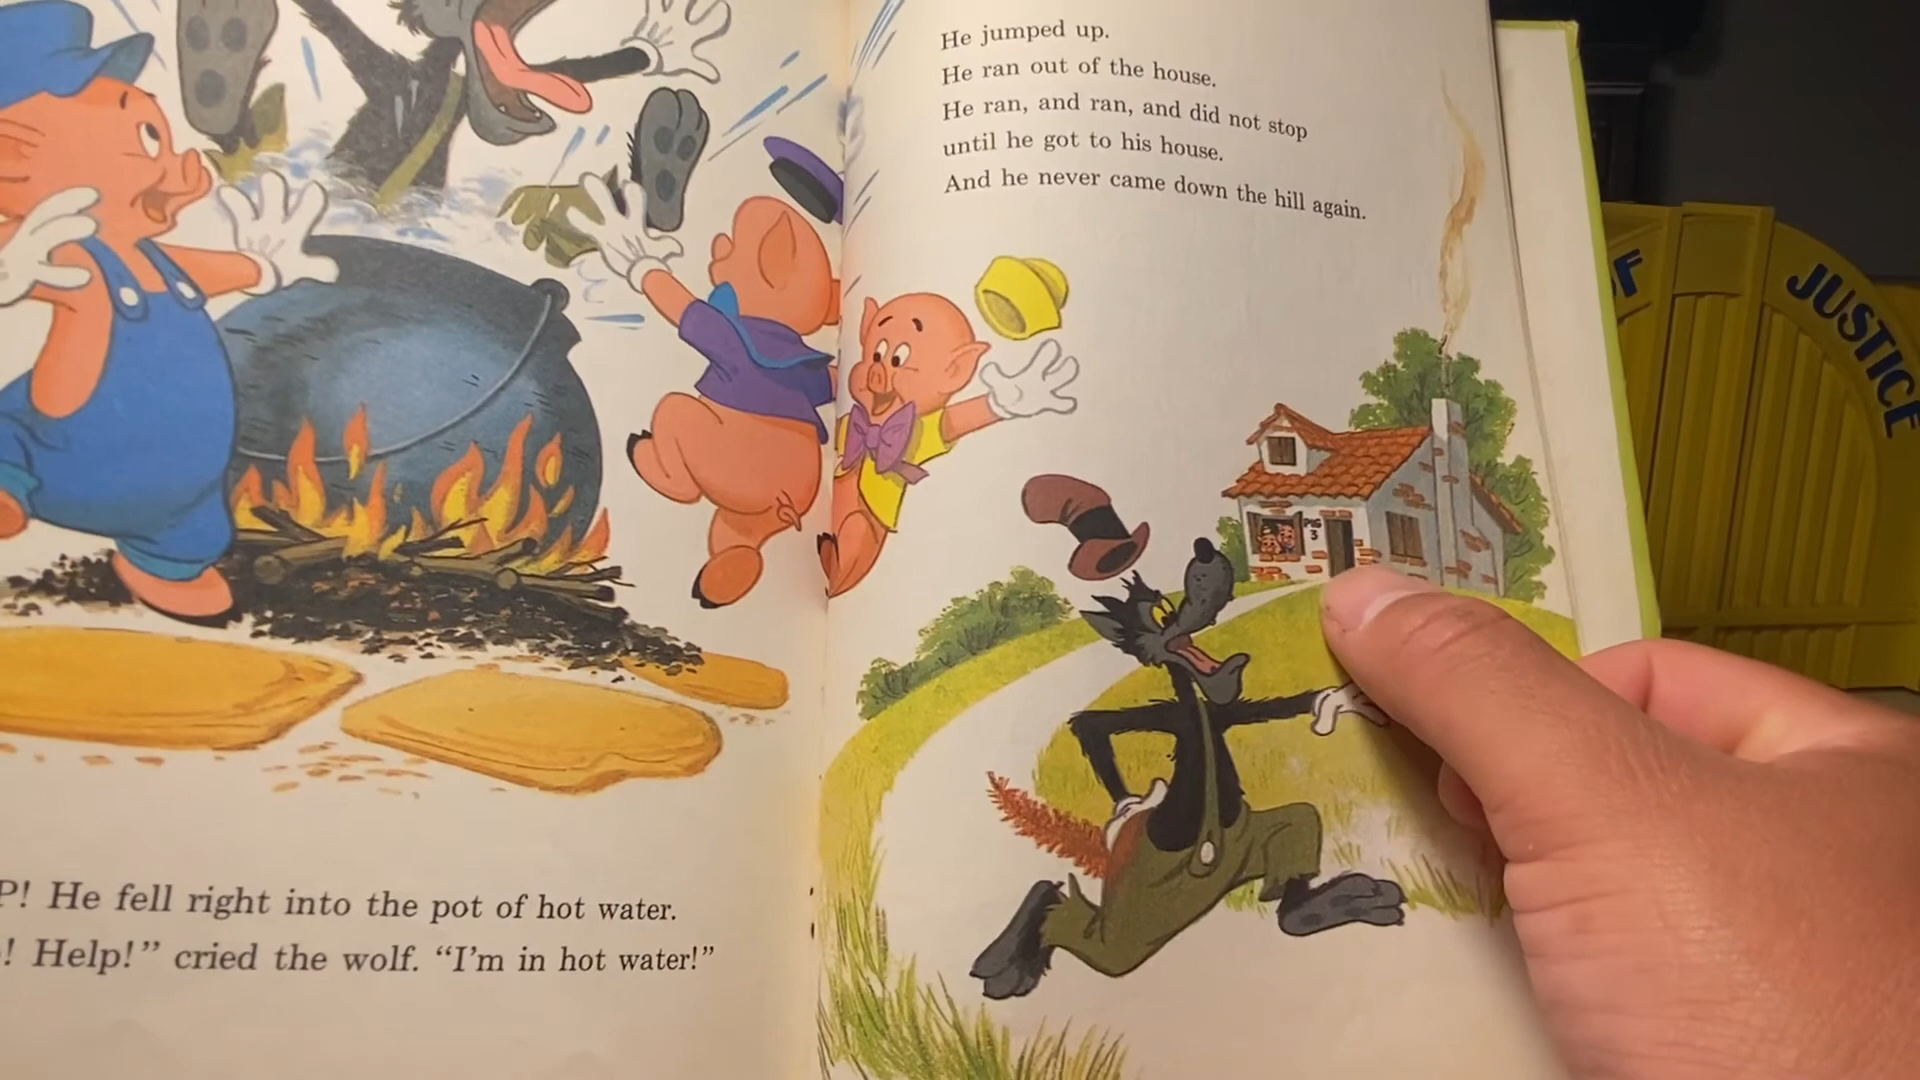 He fell right into the pot of hot water.
Help!” cried the wolf. “I’m in hot water!”
He jumped up.
He ran out of the house.
He ran, and ran, and did not stop
until he got to his house.
And he never came down the hill again.
PIG
3
JUSTICE